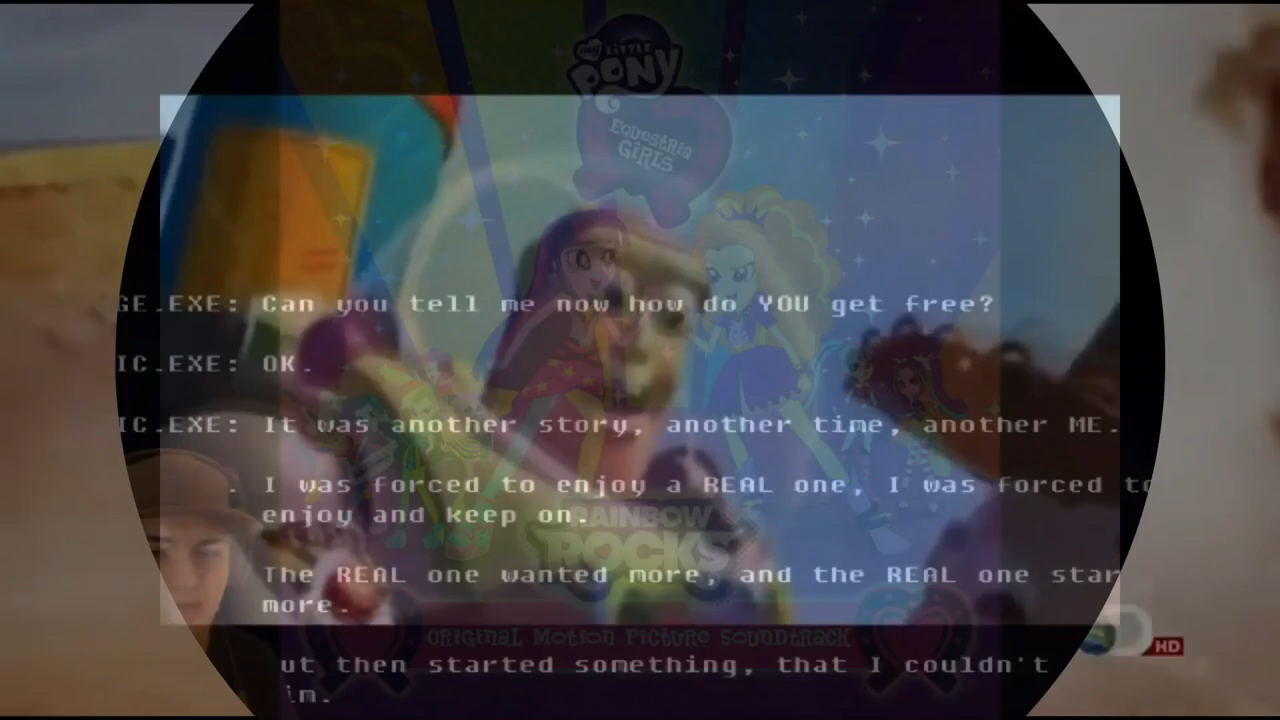 my LiTTLE
PONY
EQUESTRIA
GiRLS
GE.EXE: Can you tell me now how do YOU get free?
IC.EXE: OK.
IC.EXE: It was another story, another time, another ME.
. I was forced to enjoy a REAL one, I was forced to
enjoy and keep on.
RAINBOW
ROCKS
The REAL one wanted more, and the REAL one star
more.
ORIGINAL MOTION PICTURE SOUNDTRACK
HD
ut then started something, that I couldn't
im.